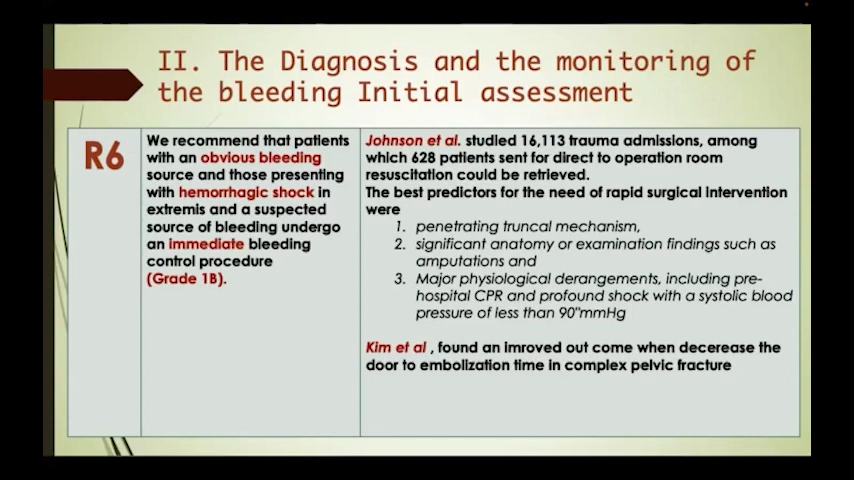 II. The Diagnosis and the monitoring of
the bleeding Initial assessment
R6
We recommend that patients
with an obvious bleeding
source and those presenting
with hemorrhagic shock in
extremis and a suspected
source of bleeding undergo
an immediate bleeding
control procedure
(Grade 1B).
Johnson et al. studied 16,113 trauma admissions, among
which 628 patients sent for direct to operation room
resuscitation could be retrieved.
The best predictors for the need of rapid surgical intervention
were
1. penetrating truncal mechanism,
2. significant anatomy or examination findings such as
amputations and
3. Major physiological derangements, including pre-
hospital CPR and profound shock with a systolic blood
pressure of less than 90"mmHg
Kim et al , found an imroved out come when decerease the
door to embolization time in complex pelvic fracture